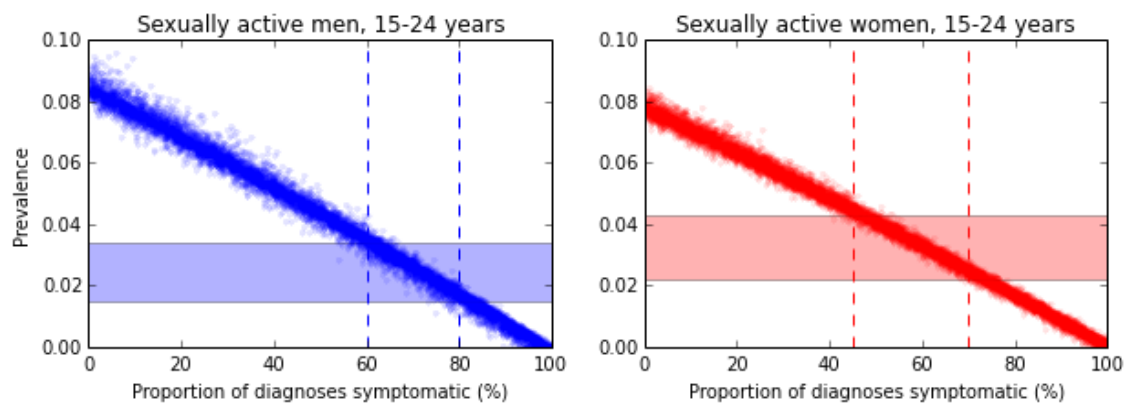 Sexually active men, 15-24 years
0.10
0.08
0.06
0.04
0.02
0.00
Prevalence
0 20 40 60 80 100
Proportion of diagnoses symptomatic (%)
Sexually active women, 15-24 years
0.10
0.08
0.06
0.04
0.02
0.00
0 20 40 60 80 100
Proportion of diagnoses symptomatic (%)